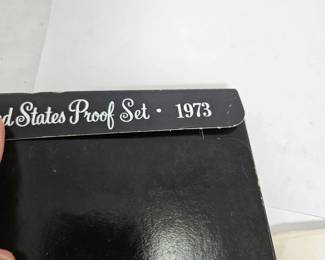 d States Proof Set · 1973